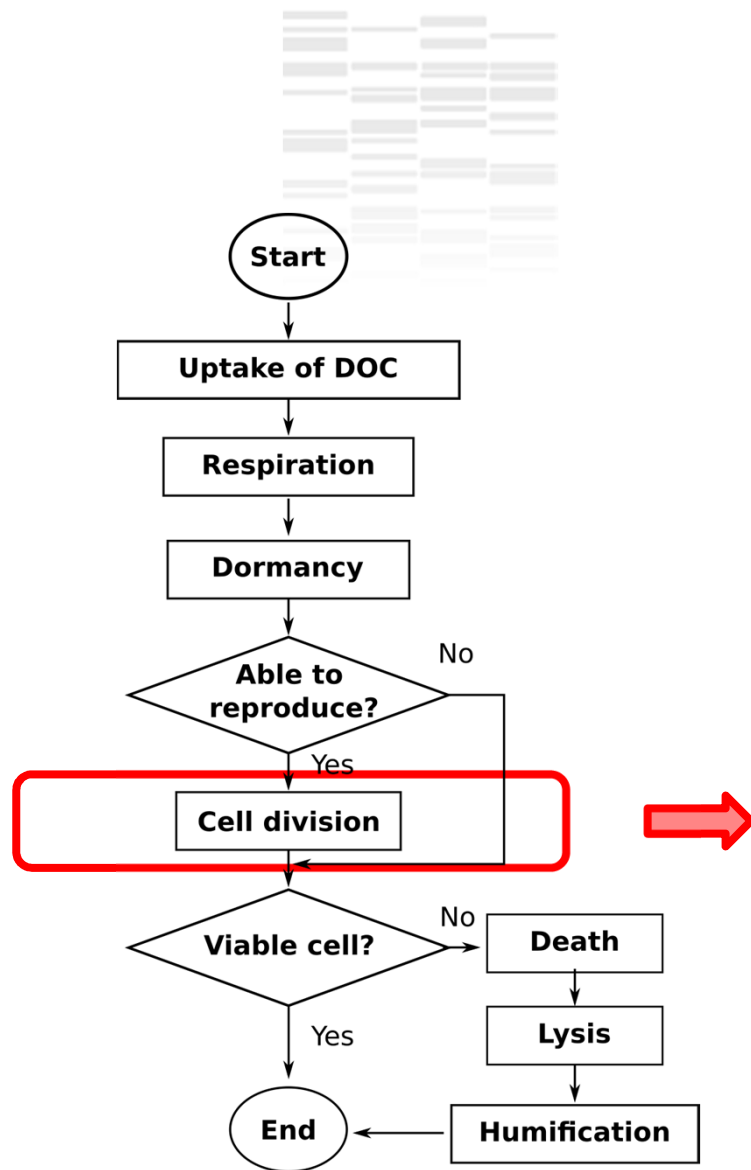 Start
Uptake of DOC
Respiration
Dormancy
Able to
reproduce?
No
Yes
Cell division
Viable cell?
No
Death
Lysis
Yes
End
Humification